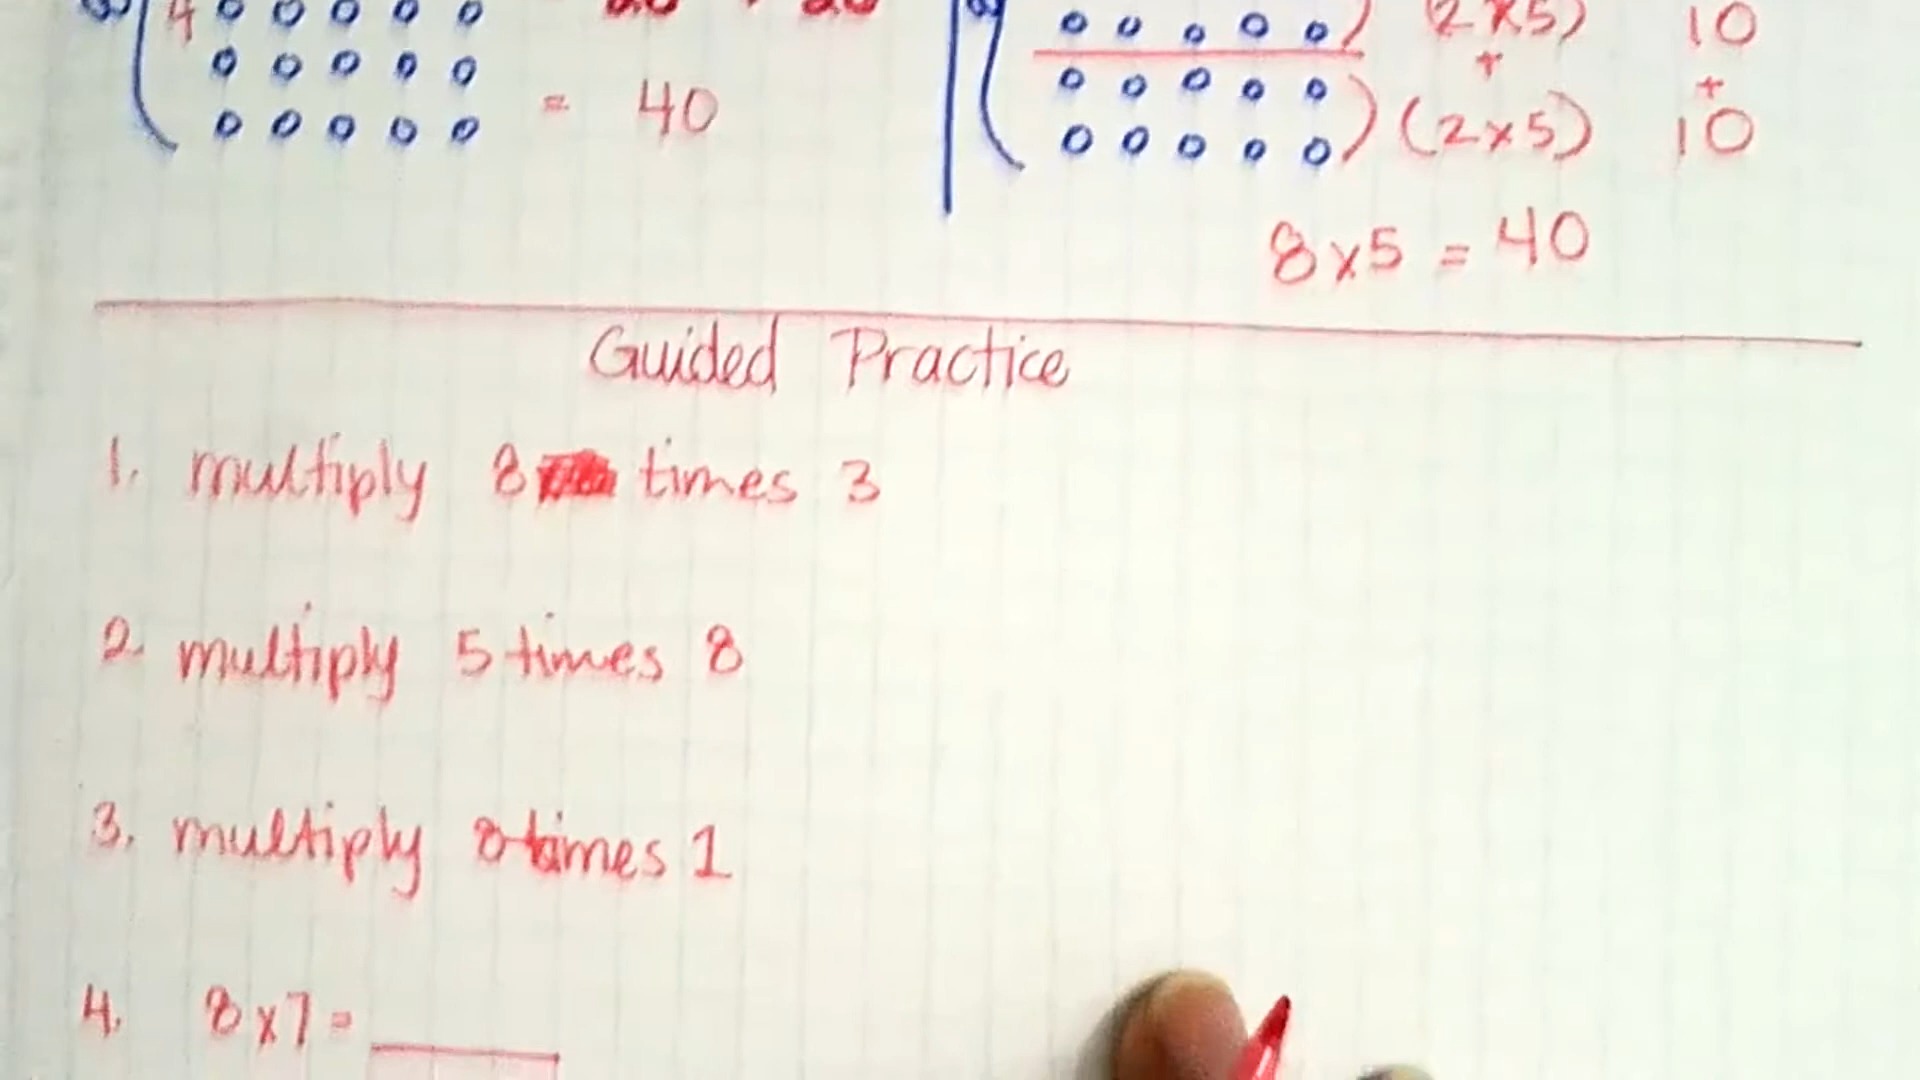 4
= 40
(2x5) 10
+ +
(2x5) 10
8x5 = 40
Guided Practice
1. multiply 8 times 3
2. multiply 5 times 8
3. multiply 8 times 1
4. 8x7=